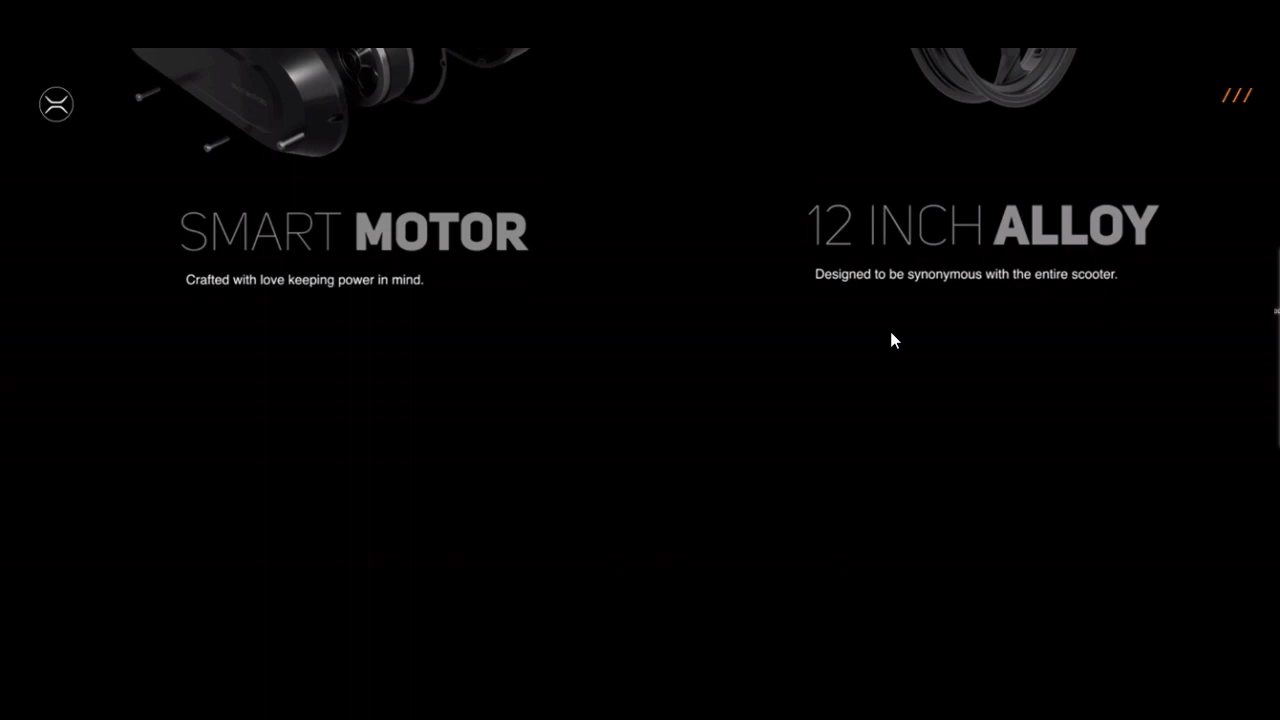 SMART MOTOR
Crafted with love keeping power in mind.
12 INCH ALLOY
Designed to be synonymous with the entire scooter.